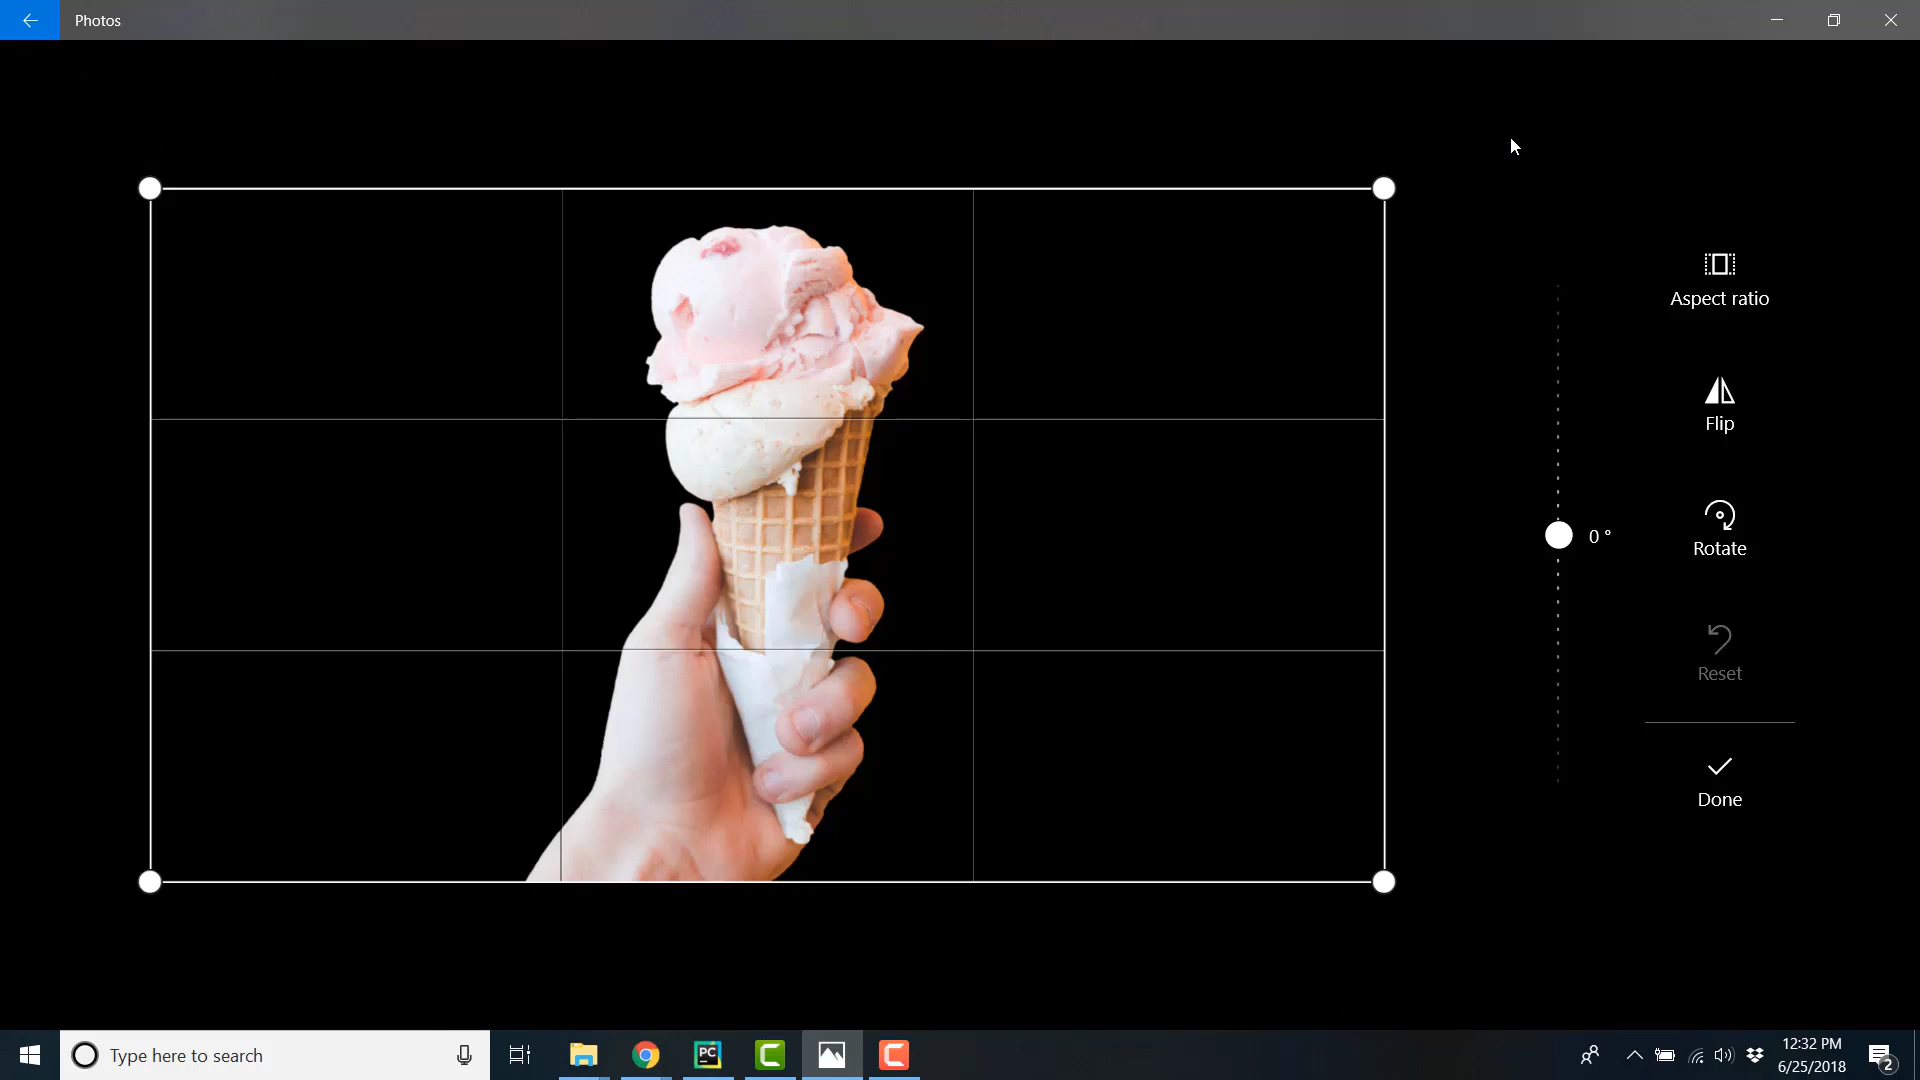 Photos
Aspect ratio
Flip
0 °
Rotate
Reset
Done
Type here to search
PC
12:32 PM
6/25/2018
2